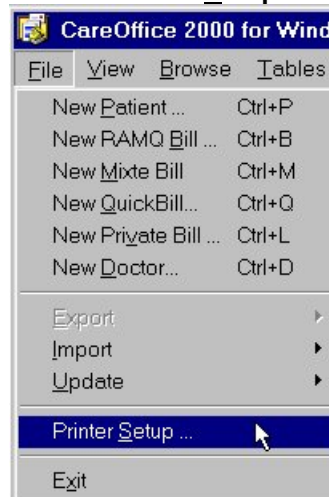 CareOffice 2000 for Wind
File View Browse Tables
New Patient ... Ctrl+P
New RAMQ Bill ... Ctrl+B
New Mixte Bill Ctrl+M
New QuickBill... Ctrl+Q
New Private Bill ... Ctrl+L
New Doctor... Ctrl+D
Export
Import
Update
Printer Setup ...
Exit